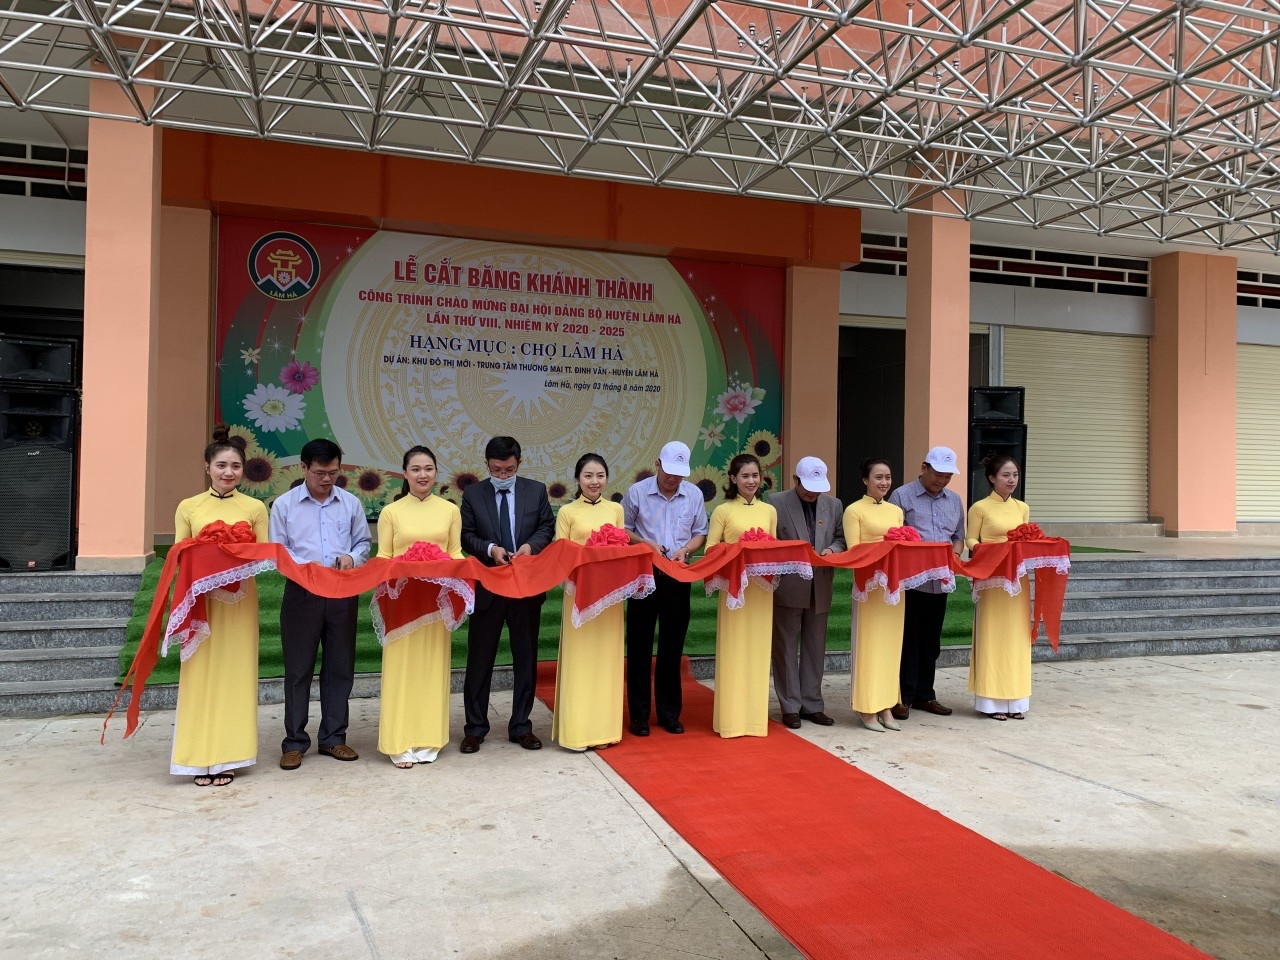 LÂM HÀ
LỄ CẮT BĂNG KHÁNH THÀNH
CÔNG TRÌNH CHÀO MỪNG ĐẠI HỘI ĐẢNG BỘ HUYỆN LÂM HÀ
LẦN THỨ VIII, NHIỆM KỲ 2020 - 2025
HẠNG MỤC : CHỢ LÂM HÀ
DỰ ÁN: KHU ĐÔ THỊ MỚI - TRUNG TÂM THƯƠNG MẠI TT. ĐINH VĂN - HUYỆN LÂM HÀ
Lâm Hà, ngày 03 tháng 8 năm 2020